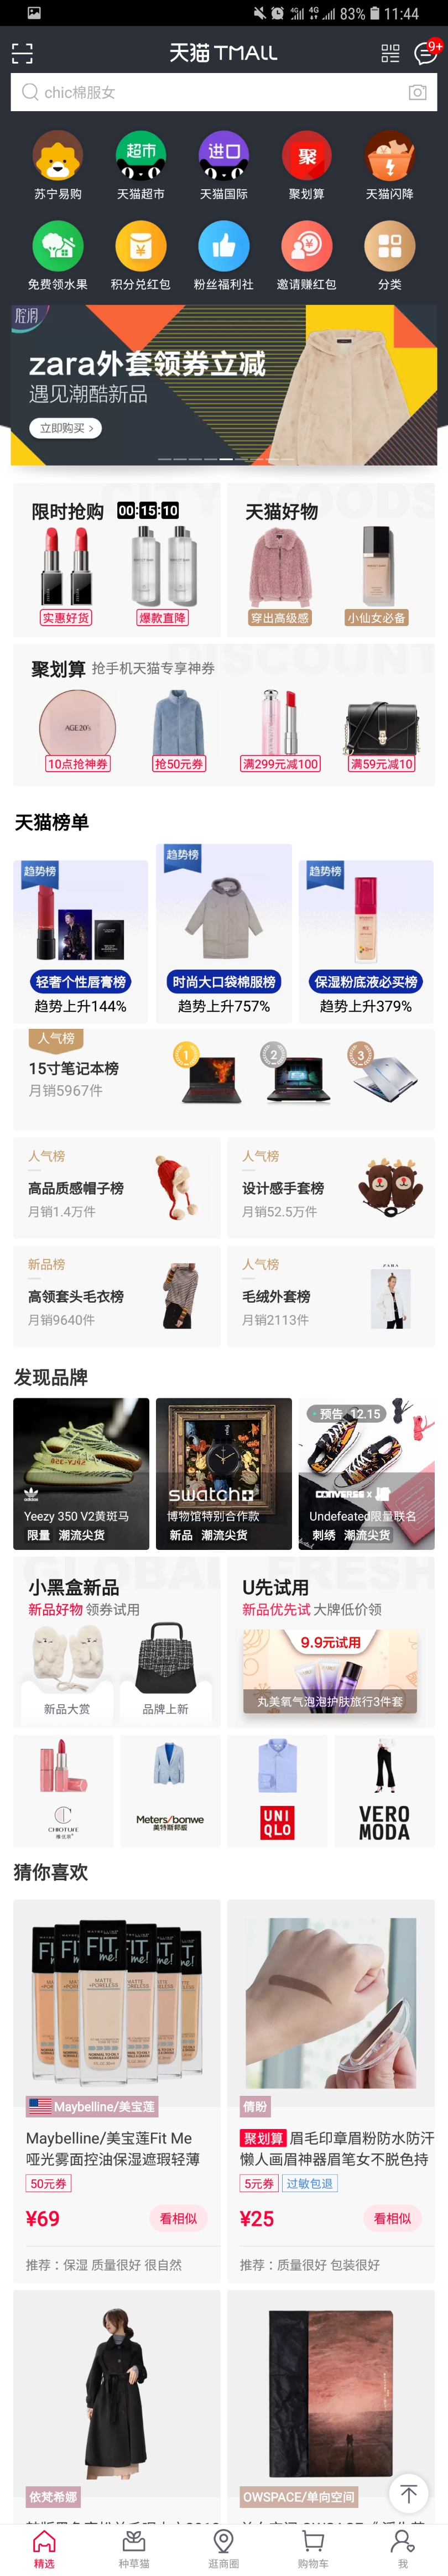 83% 11:44
天猫 TMALL
9+
chic棉服女
超市
进口
聚
苏宁易购 天猫超市 天猫国际 聚划算 天猫闪降
免费领水果 积分兑红包 粉丝福利社 邀请赚红包 分类
zara外套领券立减
遇见潮酷新品
立即购买 >
限时抢购 00:15:10
天猫好物
实惠好货 爆款直降
穿出高级感 小仙女必备
聚划算 抢手机天猫专享神券
AGE20's
10点抢神券 抢50元券 满299元减100 满59元减10
天猫榜单
趋势榜 趋势榜 趋势榜
轻奢个性唇膏榜 时尚大口袋棉服榜 保湿粉底液必买榜
趋势上升144% 趋势上升757% 趋势上升379%
人气榜
15寸笔记本榜
月销5967件
1 2 3
人气榜
高品质感帽子榜
月销1.4万件
人气榜
设计感手套榜
月销52.5万件
新品榜
高领套头毛衣榜
月销9640件
人气榜
毛绒外套榜
月销2113件
ZARA
发现品牌
adidas
Yeezy 350 V2黄斑马
限量 潮流尖货
swatch
博物馆特别合作款
新品 潮流尖货
预告 12.15
CONVERSE ×
Undefeated限量联名
刺绣 潮流尖货
小黑盒新品
新品好物 领券试用
新品大赏 品牌上新
U先试用
新品优先试 大牌低价领
9.9元试用
丸美氧气泡泡护肤旅行3件套
CHIOTURE
稚优泉
Meters/bonwe
美特斯邦威
UNI
QLO
VERO
MODA
猜你喜欢
MAYBELLINE
FIT
me!
MATTE
+PORELESS
Maybelline/美宝莲
Maybelline/美宝莲Fit Me
哑光雾面控油保湿遮瑕轻薄
50元券
¥69 看相似
推荐：保湿 质量很好 很自然
倩盼
聚划算 眉毛印章眉粉防水防汗
懒人画眉神器眉笔女不脱色持
5元券 过敏包退
¥25 看相似
推荐：质量很好 包装很好
依梵希娜
OWSPACE/单向空间
精选 种草猫 逛商圈 购物车 我